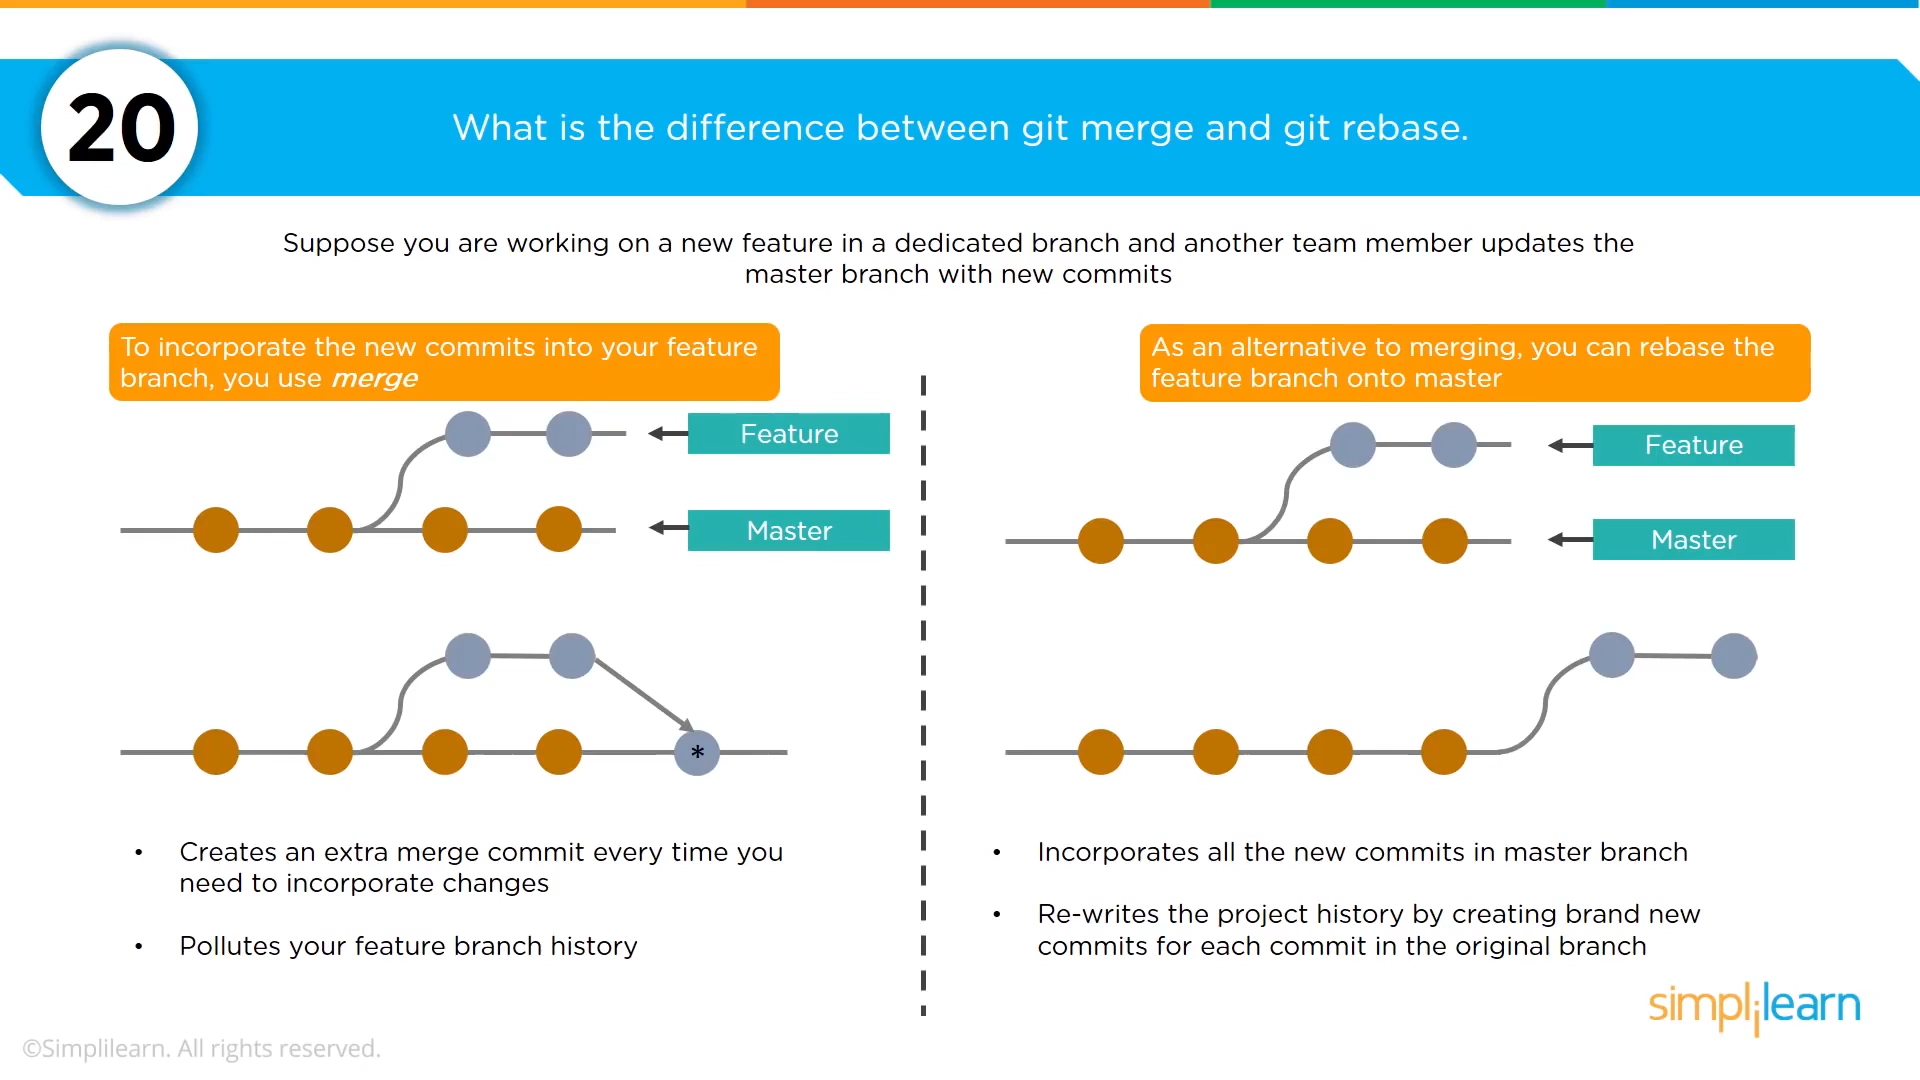 20
What is the difference between git merge and git rebase.
Suppose you are working on a new feature in a dedicated branch and another team member updates the
master branch with new commits
To incorporate the new commits into your feature
branch, you use merge
Feature
Master
*
• Creates an extra merge commit every time you
need to incorporate changes
• Pollutes your feature branch history
As an alternative to merging, you can rebase the
feature branch onto master
Feature
Master
• Incorporates all the new commits in master branch
• Re-writes the project history by creating brand new
commits for each commit in the original branch
simplilearn
©Simplilearn. All rights reserved.